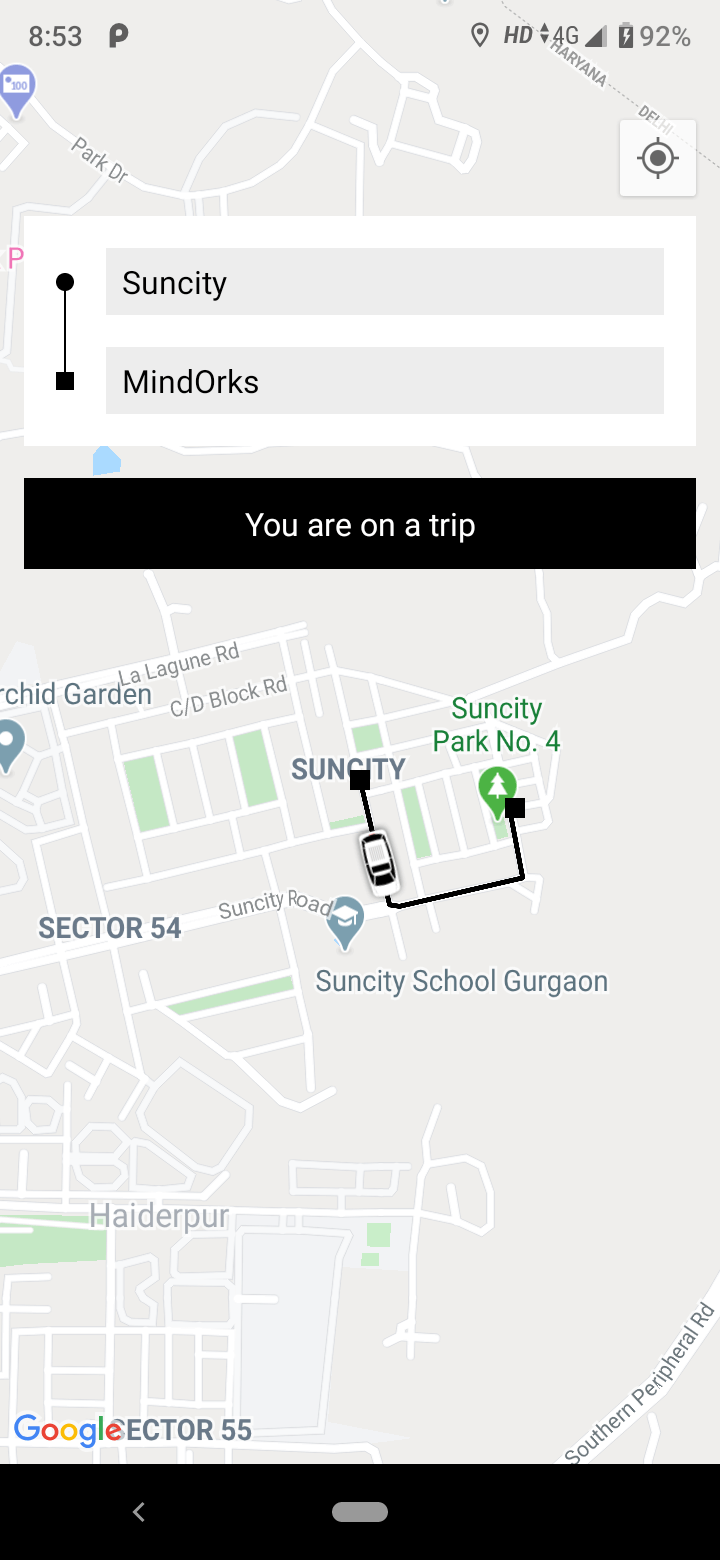 8:53
HD 4G 92%
HARYANA
DELHI
100
Park Dr
P
Suncity
MindOrks
You are on a trip
La Lagune Rd
rchid Garden
C/D Block Rd
Suncity
Park No. 4
SUNCITY
Suncity Road
SECTOR 54
Suncity School Gurgaon
Haiderpur
Southern Peripheral Rd
Google
SECTOR 55